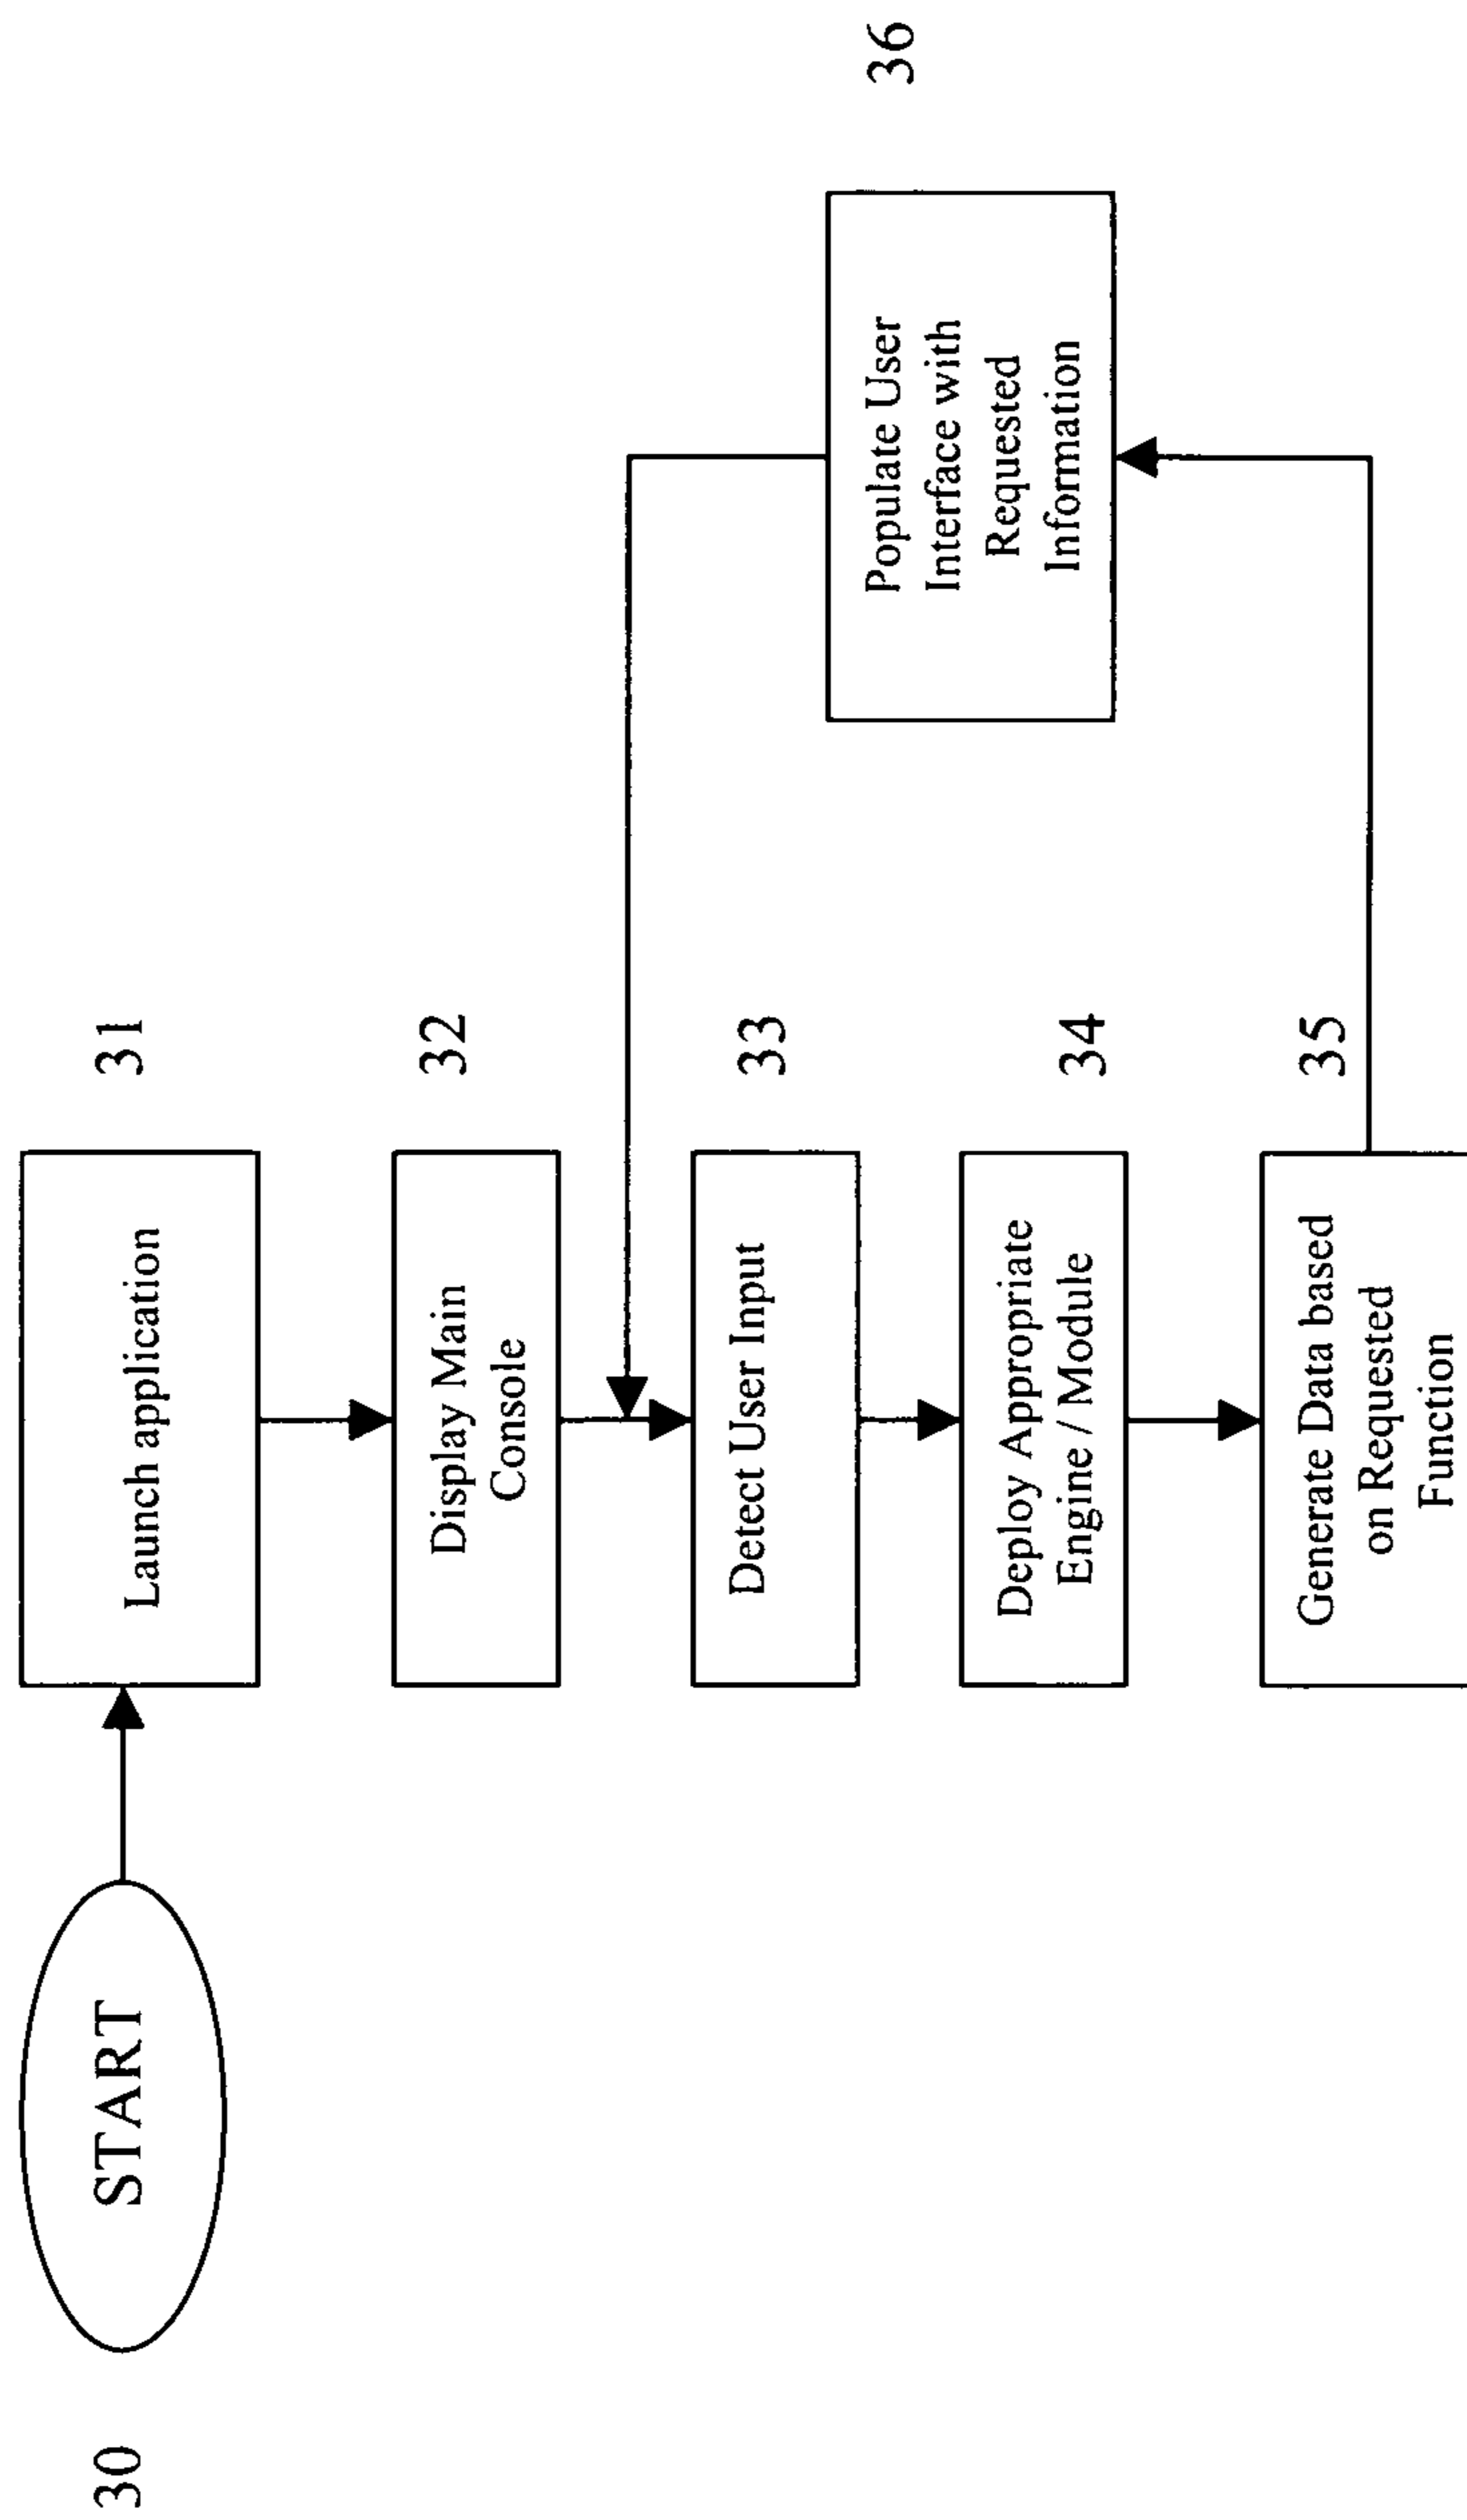 30
START
Launch application
31
Display Main
Console
32
Detect User Input
33
Deploy Appropriate
Engine / Module
34
Generate Data based
on Requested
Function
35
Populate User
Interface with
Requested
Information
36